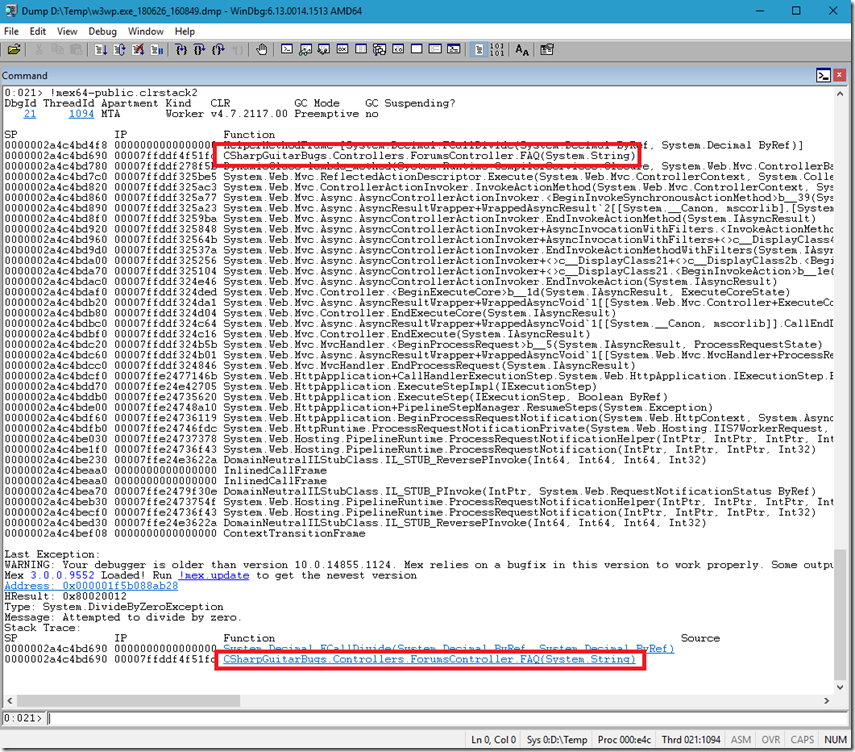 Dump D:\Temp\w3wp.exe_180626_160849.dmp - WinDbg:6.13.0014.1513 AMD64
File Edit View Debug Window Help
Command
0:021> !mex64-public.clrstack2
DbgId ThreadId Apartment Kind CLR GC Mode GC Suspending?
21 1094 MTA Worker v4.7.2117.00 Preemptive no
SP IP Function
0000002a4c4bd4f8 0000000000000000 HelperMethodFrame [System.Decimal.FCallDivide(System.Decimal ByRef, System.Decimal ByRef)]
0000002a4c4bd690 00007ffddf4f51fc CSharpGuitarBugs.Controllers.ForumsController.FAQ(System.String)
0000002a4c4bd780 00007ffddf278f5 System.Web.Mvc.ControllerBa
0000002a4c4bd7c0 00007ffddf325be5 System.Web.Mvc.ReflectedActionDescriptor.Execute(System.Web.Mvc.ControllerContext, System.Colle
0000002a4c4bd820 00007ffddf325ac3 System.Web.Mvc.ControllerActionInvoker.InvokeActionMethod(System.Web.Mvc.ControllerContext, Sys
0000002a4c4bd860 00007ffddf325a77 System.Web.Mvc.Async.AsyncControllerActionInvoker.<BeginInvokeSynchronousActionMethod>b__39(Sys
0000002a4c4bd890 00007ffddf325a23 System.Web.Mvc.Async.AsyncResultWrapper+WrappedAsyncResult`2[[System.__Canon, mscorlib],[System
0000002a4c4bd8f0 00007ffddf3259ba System.Web.Mvc.Async.AsyncControllerActionInvoker.EndInvokeActionMethod(System.IAsyncResult)
0000002a4c4bd920 00007ffddf325848 System.Web.Mvc.Async.AsyncControllerActionInvoker+AsyncInvocationWithFilters.<InvokeActionMetho
0000002a4c4bd960 00007ffddf32564b System.Web.Mvc.Async.AsyncControllerActionInvoker+AsyncInvocationWithFilters+<>c__DisplayClass4
0000002a4c4bd9d0 00007ffddf32537a System.Web.Mvc.Async.AsyncControllerActionInvoker.EndInvokeActionMethodWithFilters(System.IAsyn
0000002a4c4bda00 00007ffddf325256 System.Web.Mvc.Async.AsyncControllerActionInvoker+<>c__DisplayClass21+<>c__DisplayClass2b.<Begi
0000002a4c4bda70 00007ffddf325104 System.Web.Mvc.Async.AsyncControllerActionInvoker+<>c__DisplayClass21.<BeginInvokeAction>b__1e(
0000002a4c4bdac0 00007ffddf324e46 System.Web.Mvc.Async.AsyncControllerActionInvoker.EndInvokeAction(System.IAsyncResult)
0000002a4c4bdaf0 00007ffddf324ded System.Web.Mvc.Controller.<BeginExecuteCore>b__1d(System.IAsyncResult, ExecuteCoreState)
0000002a4c4bdb20 00007ffddf324da1 System.Web.Mvc.Async.AsyncResultWrapper+WrappedAsyncVoid`1[[System.Web.Mvc.Controller+ExecuteCo
0000002a4c4bdb80 00007ffddf324d04 System.Web.Mvc.Controller.EndExecuteCore(System.IAsyncResult)
0000002a4c4bdbc0 00007ffddf324c64 System.Web.Mvc.Async.AsyncResultWrapper+WrappedAsyncVoid`1[[System.__Canon, mscorlib]].CallEndD
0000002a4c4bdbf0 00007ffddf324c16 System.Web.Mvc.Controller.EndExecute(System.IAsyncResult)
0000002a4c4bdc20 00007ffddf324b5b System.Web.Mvc.MvcHandler.<BeginProcessRequest>b__5(System.IAsyncResult, ProcessRequestState)
0000002a4c4bdc60 00007ffddf324b01 System.Web.Mvc.Async.AsyncResultWrapper+WrappedAsyncVoid`1[[System.Web.Mvc.MvcHandler+ProcessRe
0000002a4c4bdcc0 00007ffddf324846 System.Web.Mvc.MvcHandler.EndProcessRequest(System.IAsyncResult)
0000002a4c4bdcf0 00007ffe2477146b System.Web.HttpApplication+CallHandlerExecutionStep.System.Web.HttpApplication.IExecutionStep.E
0000002a4c4bdd70 00007ffe24e42705 System.Web.HttpApplication.ExecuteStepImpl(IExecutionStep)
0000002a4c4bddb0 00007ffe24735620 System.Web.HttpApplication.ExecuteStep(IExecutionStep, Boolean ByRef)
0000002a4c4bde00 00007ffe24748a10 System.Web.HttpApplication+PipelineStepManager.ResumeSteps(System.Exception)
0000002a4c4bdf60 00007ffe24736119 System.Web.HttpApplication.BeginProcessRequestNotification(System.Web.HttpContext, System.Async
0000002a4c4bdfb0 00007ffe24746fdc System.Web.HttpRuntime.ProcessRequestNotificationPrivate(System.Web.Hosting.IIS7WorkerRequest,
0000002a4c4be030 00007ffe24737378 System.Web.Hosting.PipelineRuntime.ProcessRequestNotificationHelper(IntPtr, IntPtr, IntPtr, Int
0000002a4c4be1f0 00007ffe24736f43 System.Web.Hosting.PipelineRuntime.ProcessRequestNotification(IntPtr, IntPtr, IntPtr, Int32)
0000002a4c4be230 00007ffe24e3622a DomainNeutralILStubClass.IL_STUB_ReversePInvoke(Int64, Int64, Int64, Int32)
0000002a4c4beaa0 0000000000000000 InlinedCallFrame
0000002a4c4beaa0 0000000000000000 InlinedCallFrame
0000002a4c4bea70 00007ffe2479f30e DomainNeutralILStubClass.IL_STUB_PInvoke(IntPtr, System.Web.RequestNotificationStatus ByRef)
0000002a4c4beb30 00007ffe2473754f System.Web.Hosting.PipelineRuntime.ProcessRequestNotificationHelper(IntPtr, IntPtr, IntPtr, Int
0000002a4c4becf0 00007ffe24736f43 System.Web.Hosting.PipelineRuntime.ProcessRequestNotification(IntPtr, IntPtr, IntPtr, Int32)
0000002a4c4bed30 00007ffe24e3622a DomainNeutralILStubClass.IL_STUB_ReversePInvoke(Int64, Int64, Int64, Int32)
0000002a4c4bef08 0000000000000000 ContextTransitionFrame
Last Exception:
WARNING: Your debugger is older than version 10.0.14855.1124. Mex relies on a bugfix in this version to work properly. Some outpu
Mex 3.0.0.9552 Loaded! Run !mex.update to get the newest version
Address: 0x000001f5b088ab28
HResult: 0x80020012
Type: System.DivideByZeroException
Message: Attempted to divide by zero.
Stack Trace:
SP IP Function Source
0000002a4c4bd690 0000000000000000 System.Decimal.FCallDivide(System.Decimal ByRef, System.Decimal ByRef)
0000002a4c4bd690 00007ffddf4f51fc CSharpGuitarBugs.Controllers.ForumsController.FAQ(System.String)
0:021>
Ln 0, Col 0 Sys 0:D:\Temp Proc 000:e4c Thrd 021:1094 ASM OVR CAPS NUM